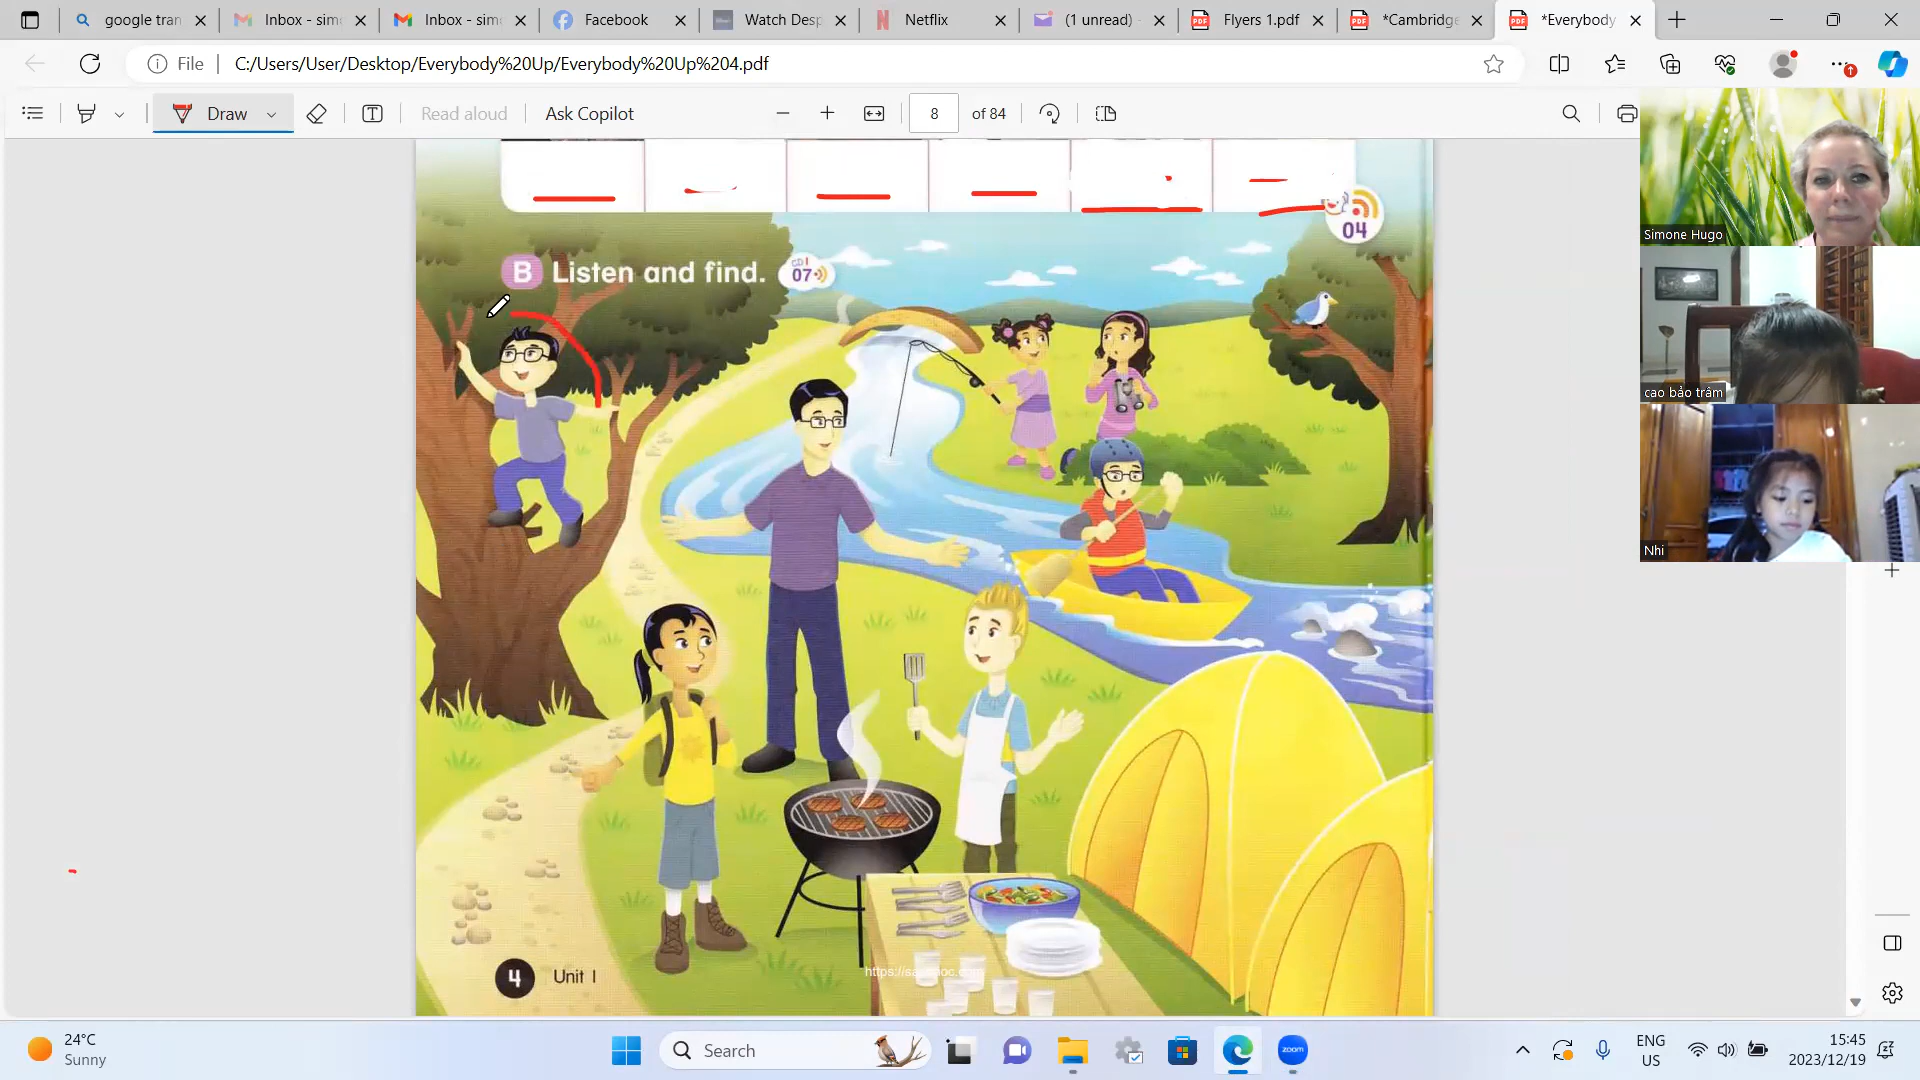 google tran
Inbox - sim
Inbox - sim
Facebook
Watch Desp
Netflix
(1 unread) -
Flyers 1.pdf
*Cambridge
*Everybody
File
C:/Users/User/Desktop/Everybody%20Up/Everybody%20Up%204.pdf
Draw
Read aloud
Ask Copilot
8
of 84
04
B Listen and find.
CD1
07
Simone Hugo
cao bảo trâm
Nhi
4 Unit 1
24°C
Sunny
Search
zoom
ENG
US
15:45
2023/12/19